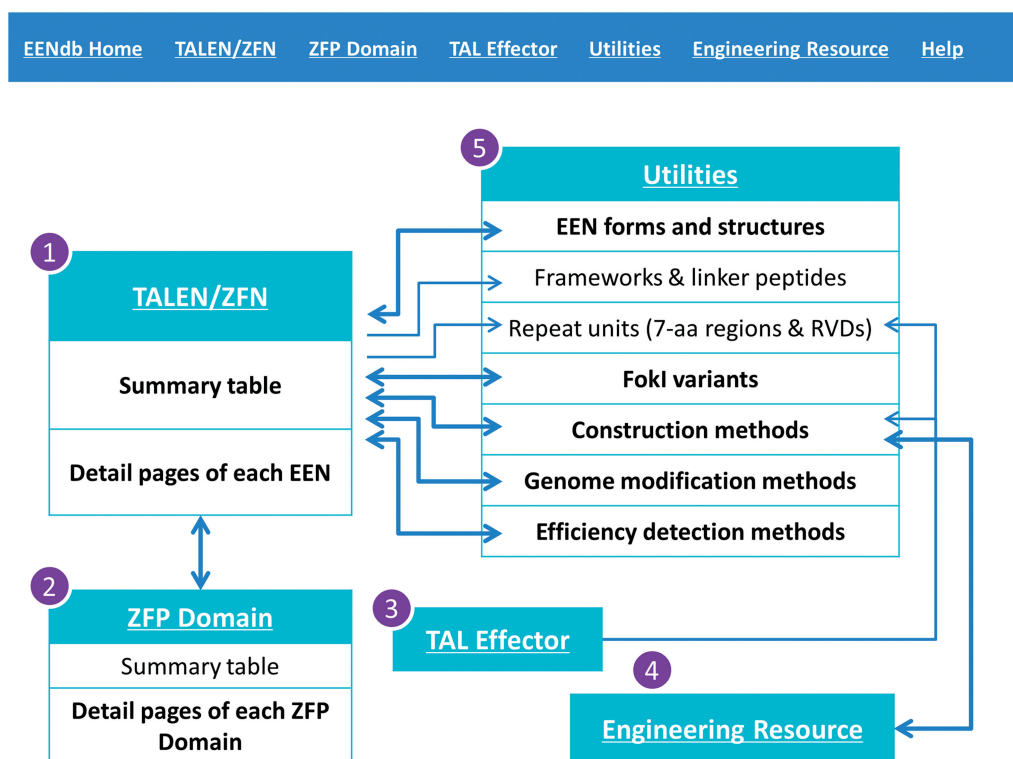 EENdb Home TALEN/ZFN ZFP Domain TAL Effector Utilities Engineering Resource Help
1
TALEN/ZFN
Summary table
Detail pages of each EEN
2
ZFP Domain
Summary table
Detail pages of each ZFP
Domain
5
Utilities
EEN forms and structures
Frameworks & linker peptides
Repeat units (7-aa regions & RVDs)
FokI variants
Construction methods
Genome modification methods
Efficiency detection methods
3
TAL Effector
4
Engineering Resource